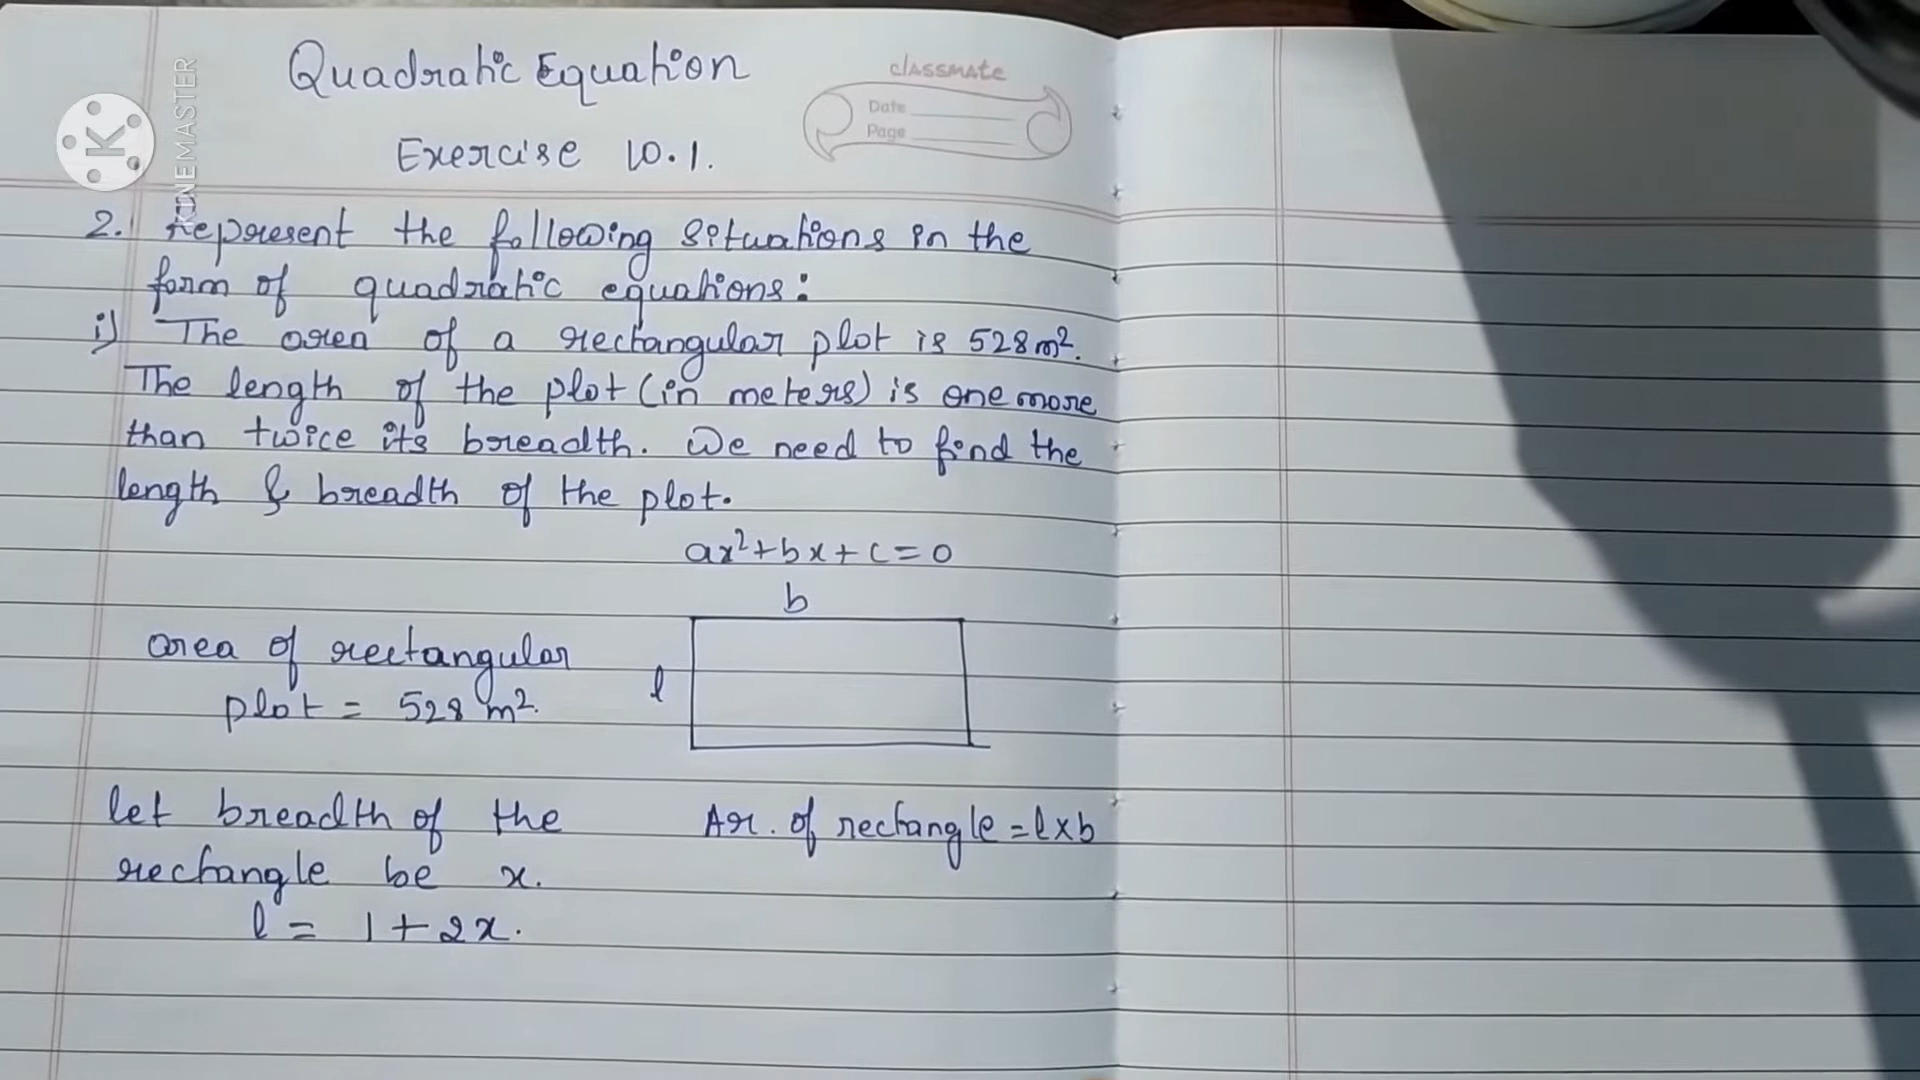 Quadratic Equation
classmate
Date
Page
Exercise 10.1.
KINEMASTER
2. Represent the following situations in the
form of quadratic equations:
i) The area of a rectangular plot is 528m².
The length of the plot (in meters) is one more
than twice its breadth. We need to find the
length & breadth of the plot.
ax²+bx+c=0
b
area of rectangular
plot = 528 m².
l
let breadth of the
rectangle be x.
l = 1+2x.
Ar. of rectangle = l×b